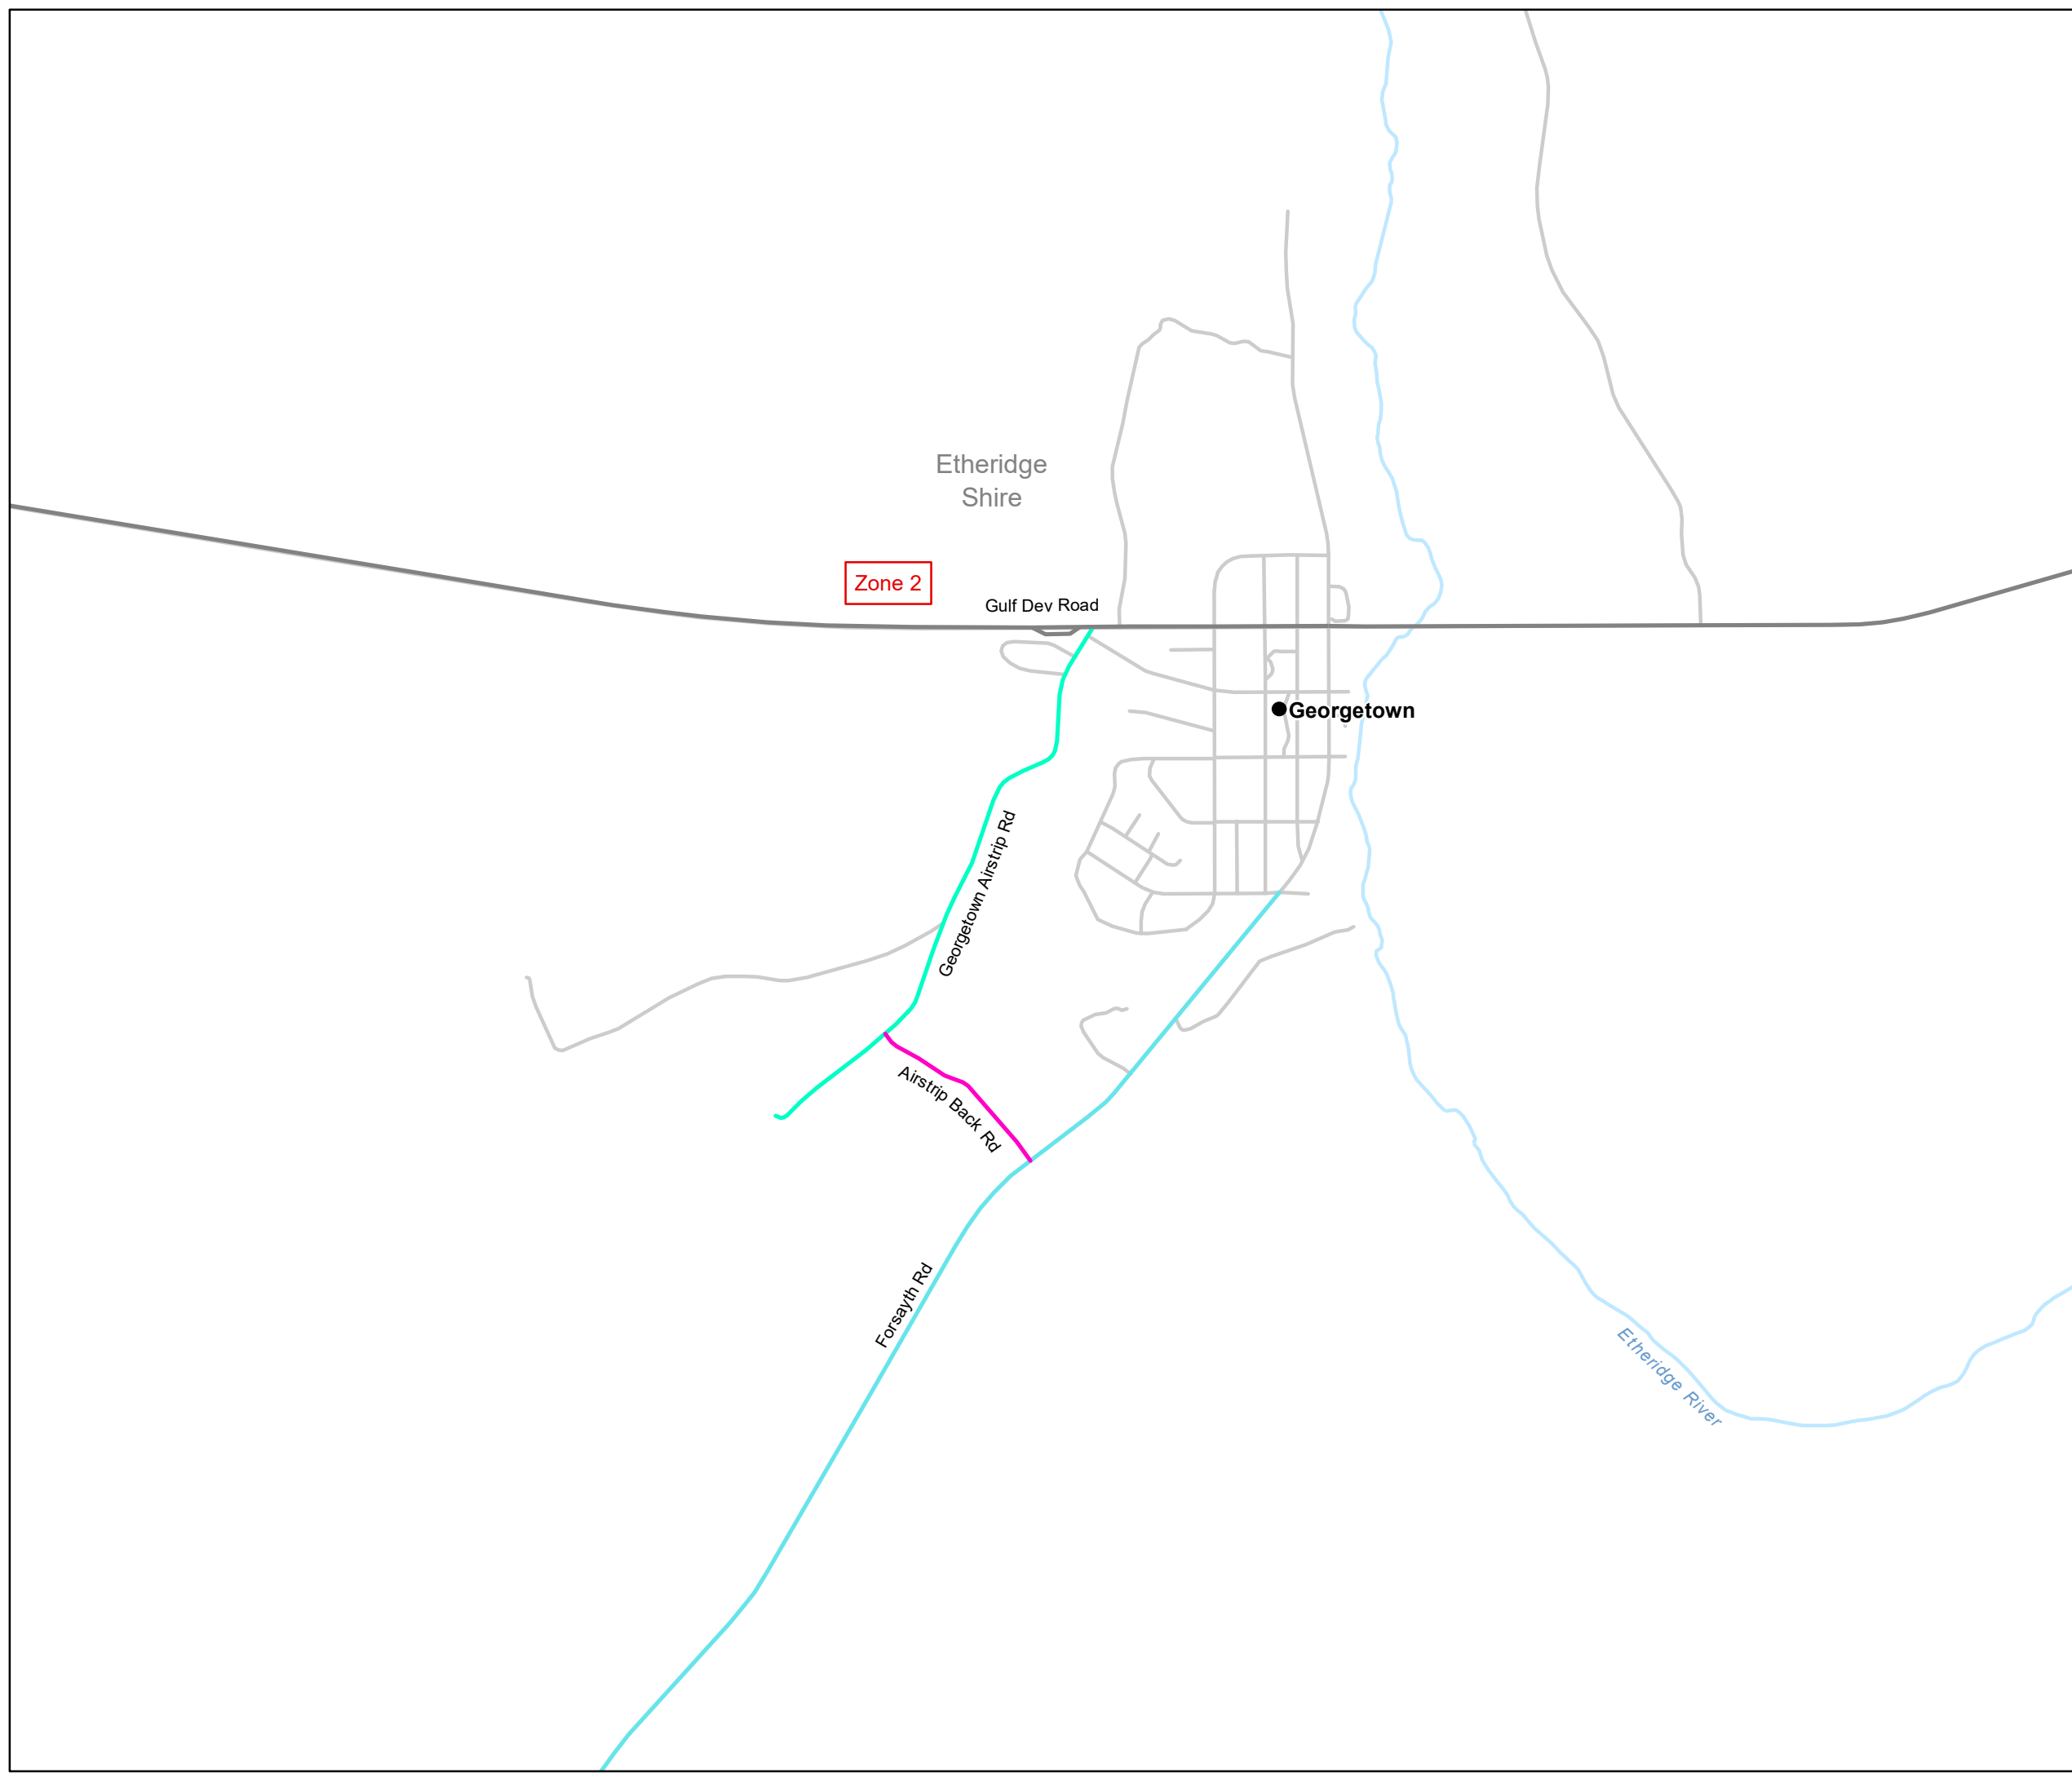 Etheridge
Shire
Zone 2
Gulf Dev Road
Georgetown
Georgetown Airstrip Rd
Airstrip Back Rd
Forsayth Rd
Etheridge River